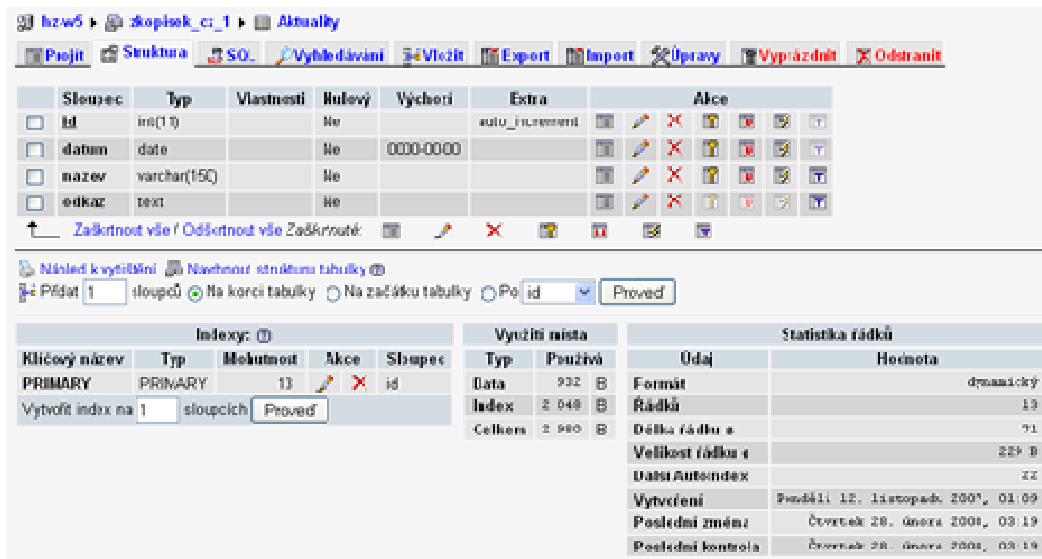 hz-w5 ▸ zkopisek_cz_1 ▸ Aktuality
Projít Struktura SQL Vyhledávání Vložit Export Import Úpravy Vyprázdnit Odstranit
Sloupec Typ Vlastnosti Nulový Výchozí Extra Akce
id int(11) Ne auto_increment
datum date Ne 0000-00-00
nazev varchar(150) Ne
odkaz text Ne
Zaškrtnout vše / Odškrtnout vše Zaškrtnuté:
Náhled k vytištění Navrhnout strukturu tabulky
Přidat 1 sloupců Na konci tabulky Na začátku tabulky Po id Proveď
Indexy: Využití místa Statistika řádků
Klíčový název Typ Mohutnost Akce Sloupec Typ Používá Údaj Hodnota
PRIMARY PRIMARY 13 id Data 932 B Formát dynamický
Vytvořit index na 1 sloupcích Proveď Index 2 048 B Řádků 13
Celkem 2 980 B Délka řádku ø 71
Velikost řádku ø 229 B
Další Autoindex 22
Vytvoření Pondělí 12. listopadu 2007, 01:09
Poslední změna Čtvrtek 28. února 2008, 03:19
Poslední kontrola Čtvrtek 28. února 2008, 03:19